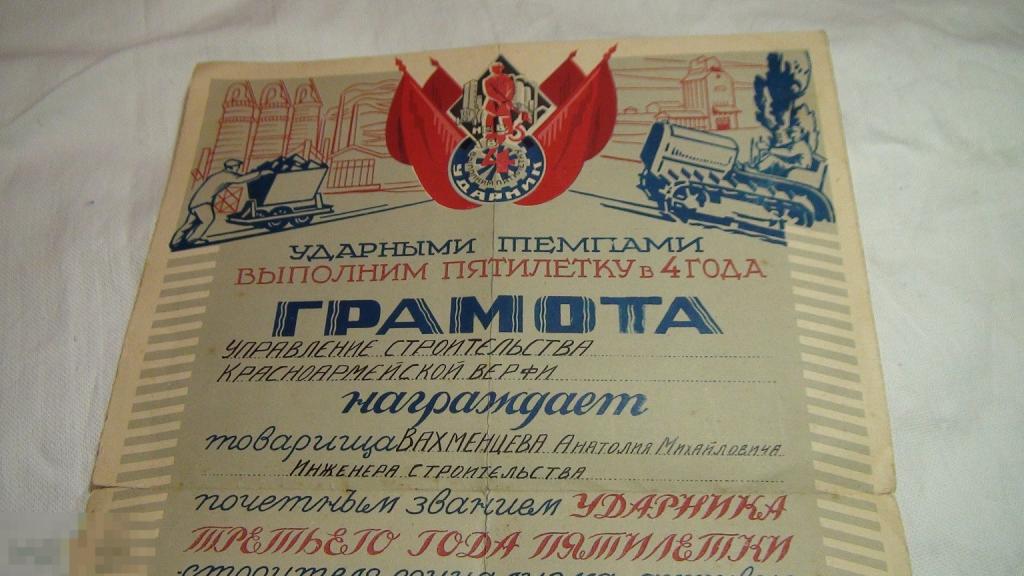 УДАРНИК
УДАРНЫМИ ТЕМПАМИ
ВЫПОЛНИМ ПЯТИЛЕТКУ в 4 ГОДА
ГРАМОТА
УПРАВЛЕНИЕ СТРОИТЕЛЬСТВА
КРАСНОАРМЕЙСКОЙ ВЕРФИ
награждает
товарища ВАХМЕНЦЕВА Анатолия Михайловича
Инженера строительства
почетным званием УДАРНИКА
ТРЕТЬЕГО ГОДА ПЯТИЛЕТКИ